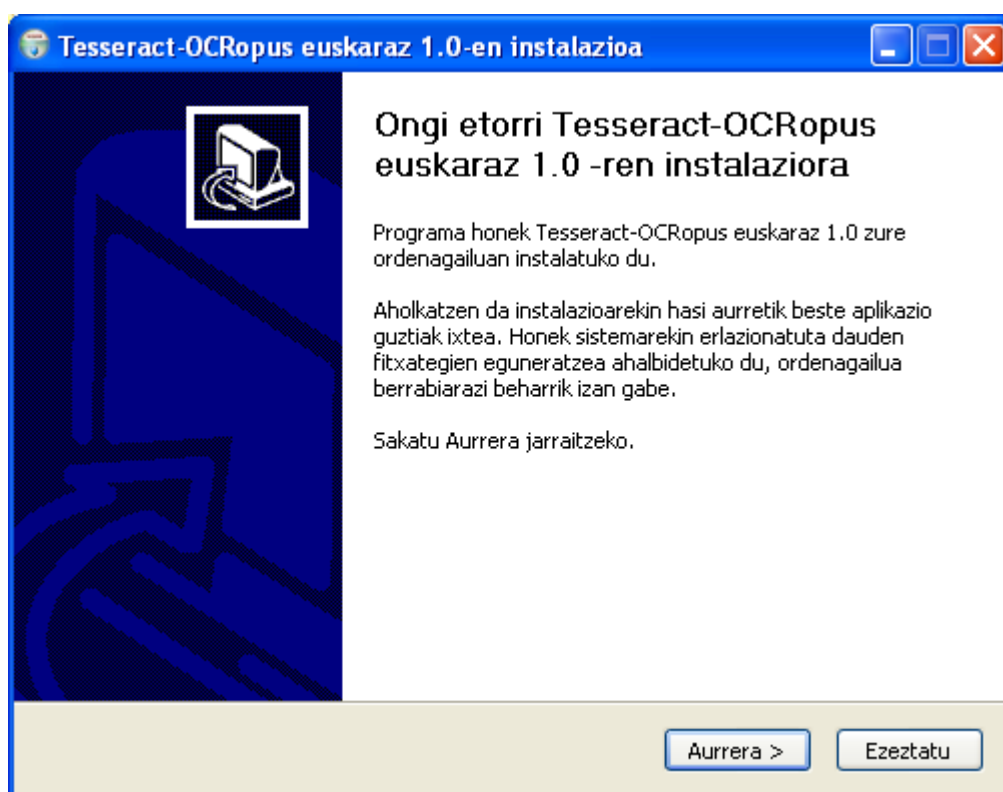 Tesseract-OCRopus euskaraz 1.0-en instalazioa
Ongi etorri Tesseract-OCRopus
euskaraz 1.0 -ren instalaziora
Programa honek Tesseract-OCRopus euskaraz 1.0 zure
ordenagailuan instalatuko du.
Aholkatzen da instalazioarekin hasi aurretik beste aplikazio
guztiak ixtea. Honek sistemarekin erlazionatuta dauden
fitxategien eguneratzea ahalbidetuko du, ordenagailua
berrabiarazi beharrik izan gabe.
Sakatu Aurrera jarraitzeko.
Aurrera >
Ezeztatu